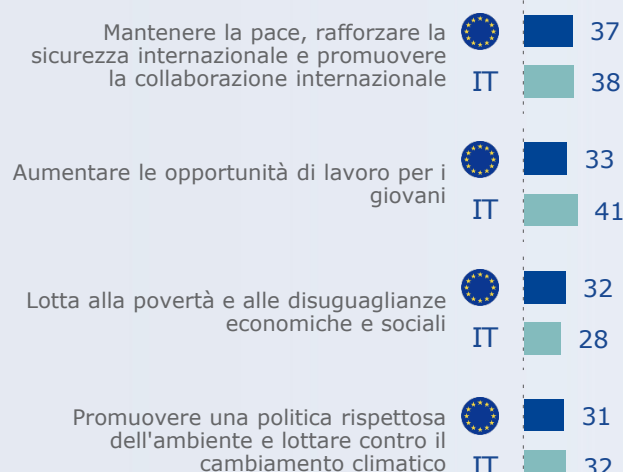 Mantenere la pace, rafforzare la
sicurezza internazionale e promuovere
la collaborazione internazionale
37
IT 38
Aumentare le opportunità di lavoro per i
giovani
33
IT 41
Lotta alla povertà e alle disuguaglianze
economiche e sociali
32
IT 28
Promuovere una politica rispettosa
dell'ambiente e lottare contro il
cambiamento climatico
31
IT 32